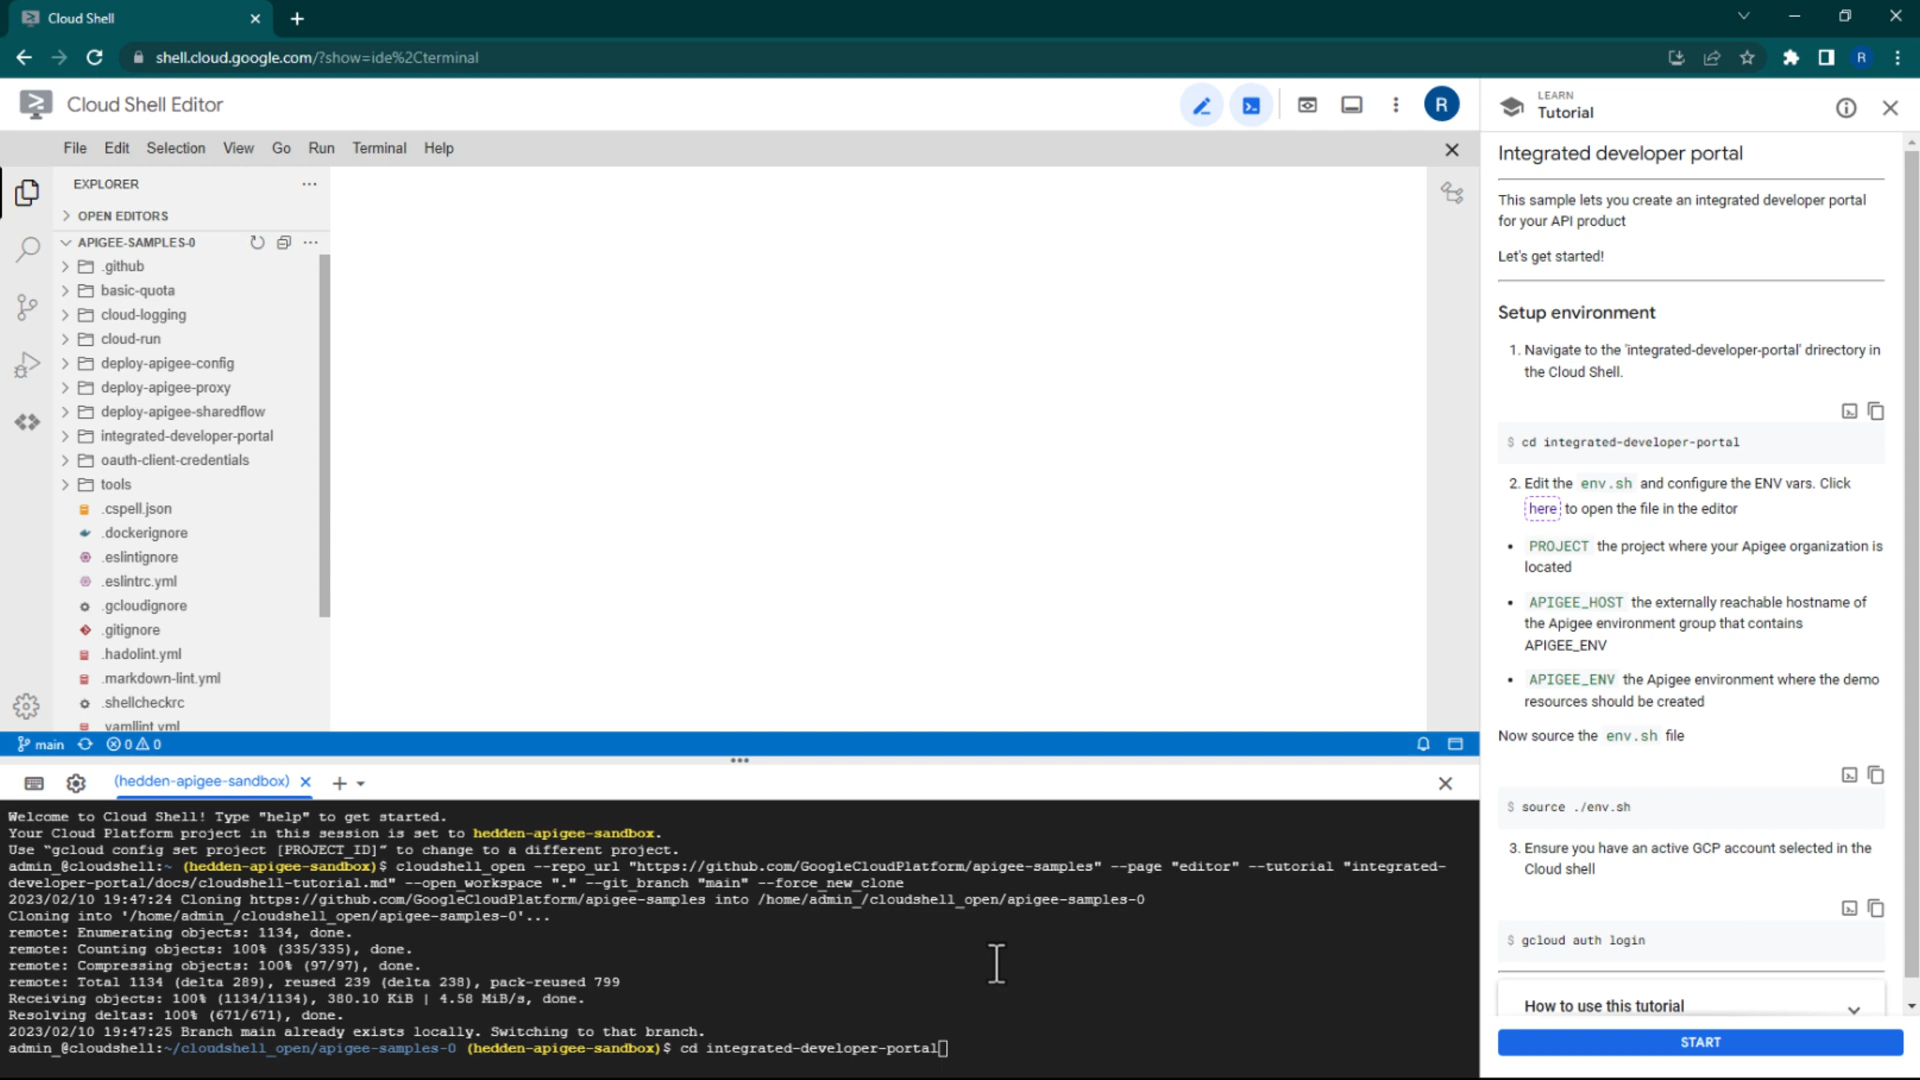 Cloud Shell
shell.cloud.google.com/?show=ide%2Cterminal
R
Cloud Shell Editor
R
File Edit Selection View Go Run Terminal Help
EXPLORER
OPEN EDITORS
APIGEE-SAMPLES-0
.github
basic-quota
cloud-logging
cloud-run
deploy-apigee-config
deploy-apigee-proxy
deploy-apigee-sharedflow
integrated-developer-portal
oauth-client-credentials
tools
.cspell.json
.dockerignore
.eslintignore
.eslintrc.yml
.gcloudignore
.gitignore
.hadolint.yml
.markdown-lint.yml
.shellcheckrc
.yamllint.yml
main 0 0
(hedden-apigee-sandbox)
Welcome to Cloud Shell! Type "help" to get started.
Your Cloud Platform project in this session is set to hedden-apigee-sandbox.
Use “gcloud config set project [PROJECT_ID]” to change to a different project.
admin_@cloudshell:~ (hedden-apigee-sandbox)$ cloudshell_open --repo_url "https://github.com/GoogleCloudPlatform/apigee-samples" --page "editor" --tutorial "integrated-
developer-portal/docs/cloudshell-tutorial.md" --open_workspace "." --git_branch "main" --force_new_clone
2023/02/10 19:47:24 Cloning https://github.com/GoogleCloudPlatform/apigee-samples into /home/admin_/cloudshell_open/apigee-samples-0
Cloning into '/home/admin_/cloudshell_open/apigee-samples-0'...
remote: Enumerating objects: 1134, done.
remote: Counting objects: 100% (335/335), done.
remote: Compressing objects: 100% (97/97), done.
remote: Total 1134 (delta 289), reused 239 (delta 238), pack-reused 799
Receiving objects: 100% (1134/1134), 380.10 KiB | 4.58 MiB/s, done.
Resolving deltas: 100% (671/671), done.
2023/02/10 19:47:25 Branch main already exists locally. Switching to that branch.
admin_@cloudshell:~/cloudshell_open/apigee-samples-0 (hedden-apigee-sandbox)$ cd integrated-developer-portal
LEARN
Tutorial
Integrated developer portal
This sample lets you create an integrated developer portal
for your API product
Let's get started!
Setup environment
1. Navigate to the 'integrated-developer-portal' drirectory in
the Cloud Shell.
$ cd integrated-developer-portal
2. Edit the env.sh and configure the ENV vars. Click
here to open the file in the editor
• PROJECT the project where your Apigee organization is
located
• APIGEE_HOST the externally reachable hostname of
the Apigee environment group that contains
APIGEE_ENV
• APIGEE_ENV the Apigee environment where the demo
resources should be created
Now source the env.sh file
$ source ./env.sh
3. Ensure you have an active GCP account selected in the
Cloud shell
$ gcloud auth login
How to use this tutorial
START